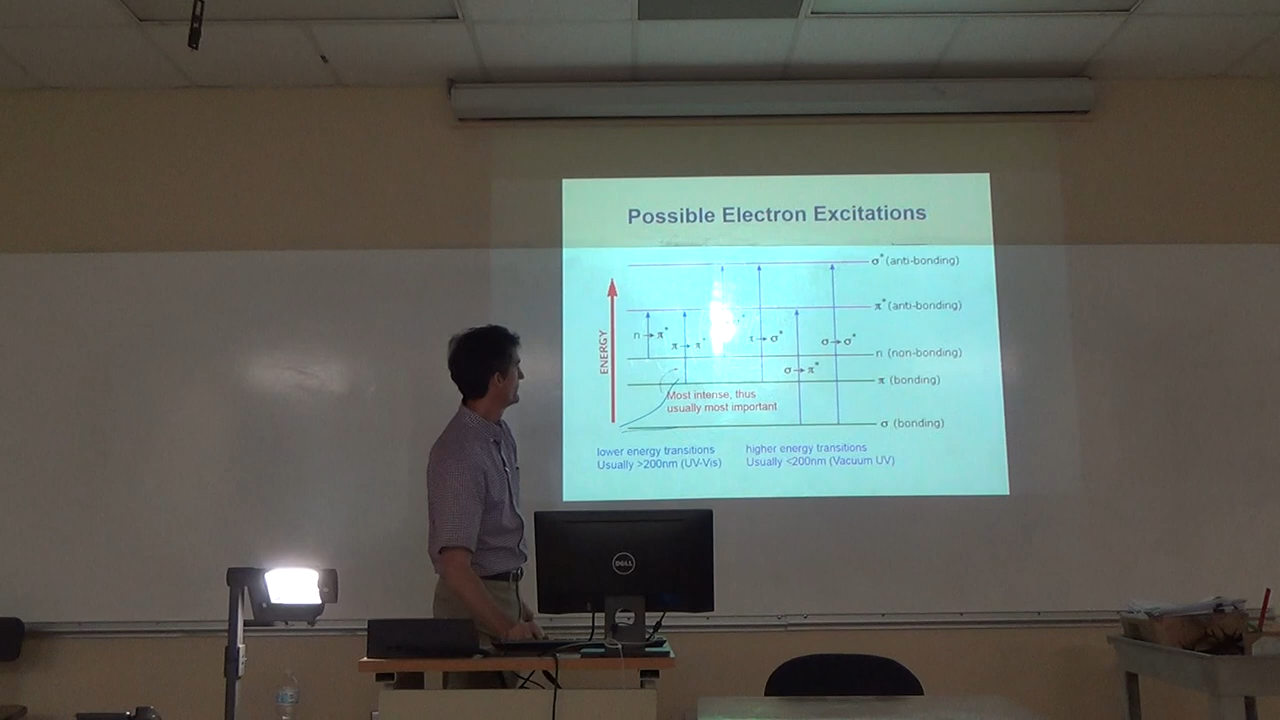 Possible Electron Excitations
σ* (anti-bonding)
π* (anti-bonding)
ENERGY
n → π*
π → π*
→ σ*
σ → σ*
n (non-bonding)
σ → π*
π (bonding)
Most intense, thus
usually most important
σ (bonding)
lower energy transitions
Usually >200nm (UV-Vis)
higher energy transitions
Usually <200nm (Vacuum UV)
DELL